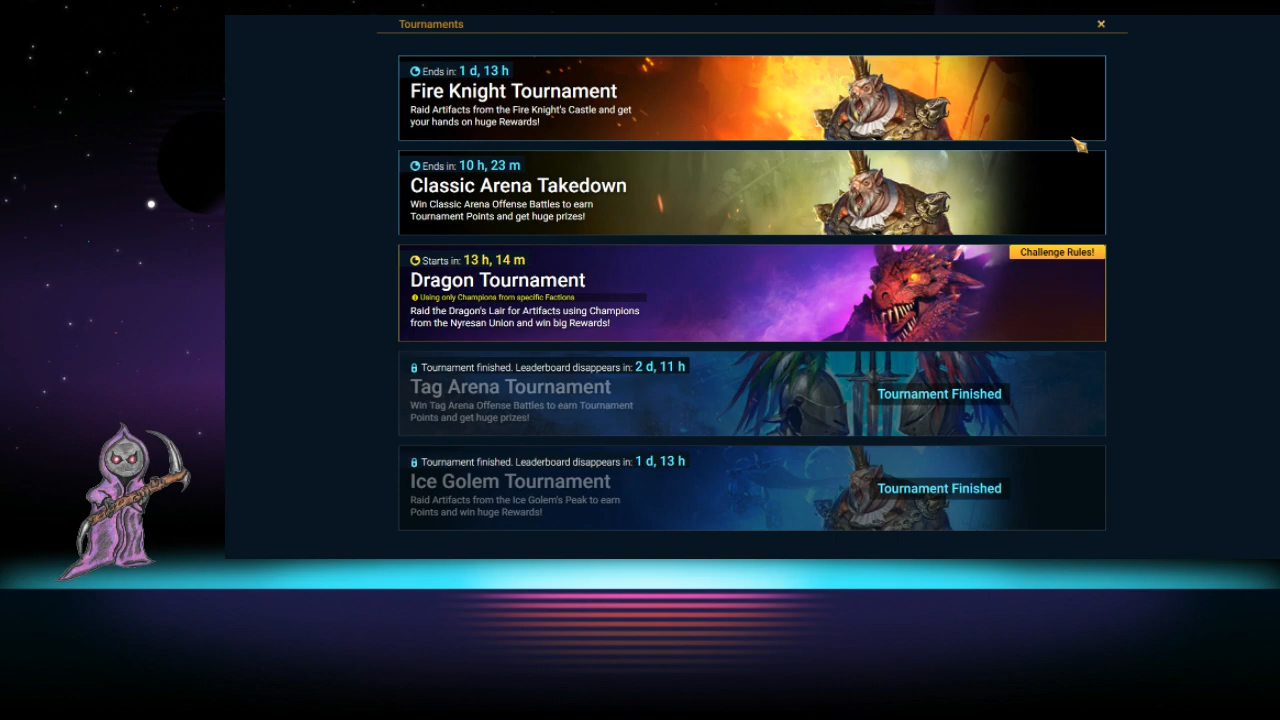 Tournaments
Ends in: 1 d, 13 h
Fire Knight Tournament
Raid Artifacts from the Fire Knight's Castle and get
your hands on huge Rewards!
Ends in: 10 h, 23 m
Classic Arena Takedown
Win Classic Arena Offense Battles to earn
Tournament Points and get huge prizes!
Starts in: 13 h, 14 m
Challenge Rules!
Dragon Tournament
Using only Champions from specific Factions
Raid the Dragon's Lair for Artifacts using Champions
from the Nyresan Union and win big Rewards!
Tournament finished. Leaderboard disappears in: 2 d, 11 h
Tag Arena Tournament
Win Tag Arena Offense Battles to earn Tournament
Points and get huge prizes!
Tournament Finished
Tournament finished. Leaderboard disappears in: 1 d, 13 h
Ice Golem Tournament
Raid Artifacts from the Ice Golem's Peak to earn
Points and win huge Rewards!
Tournament Finished